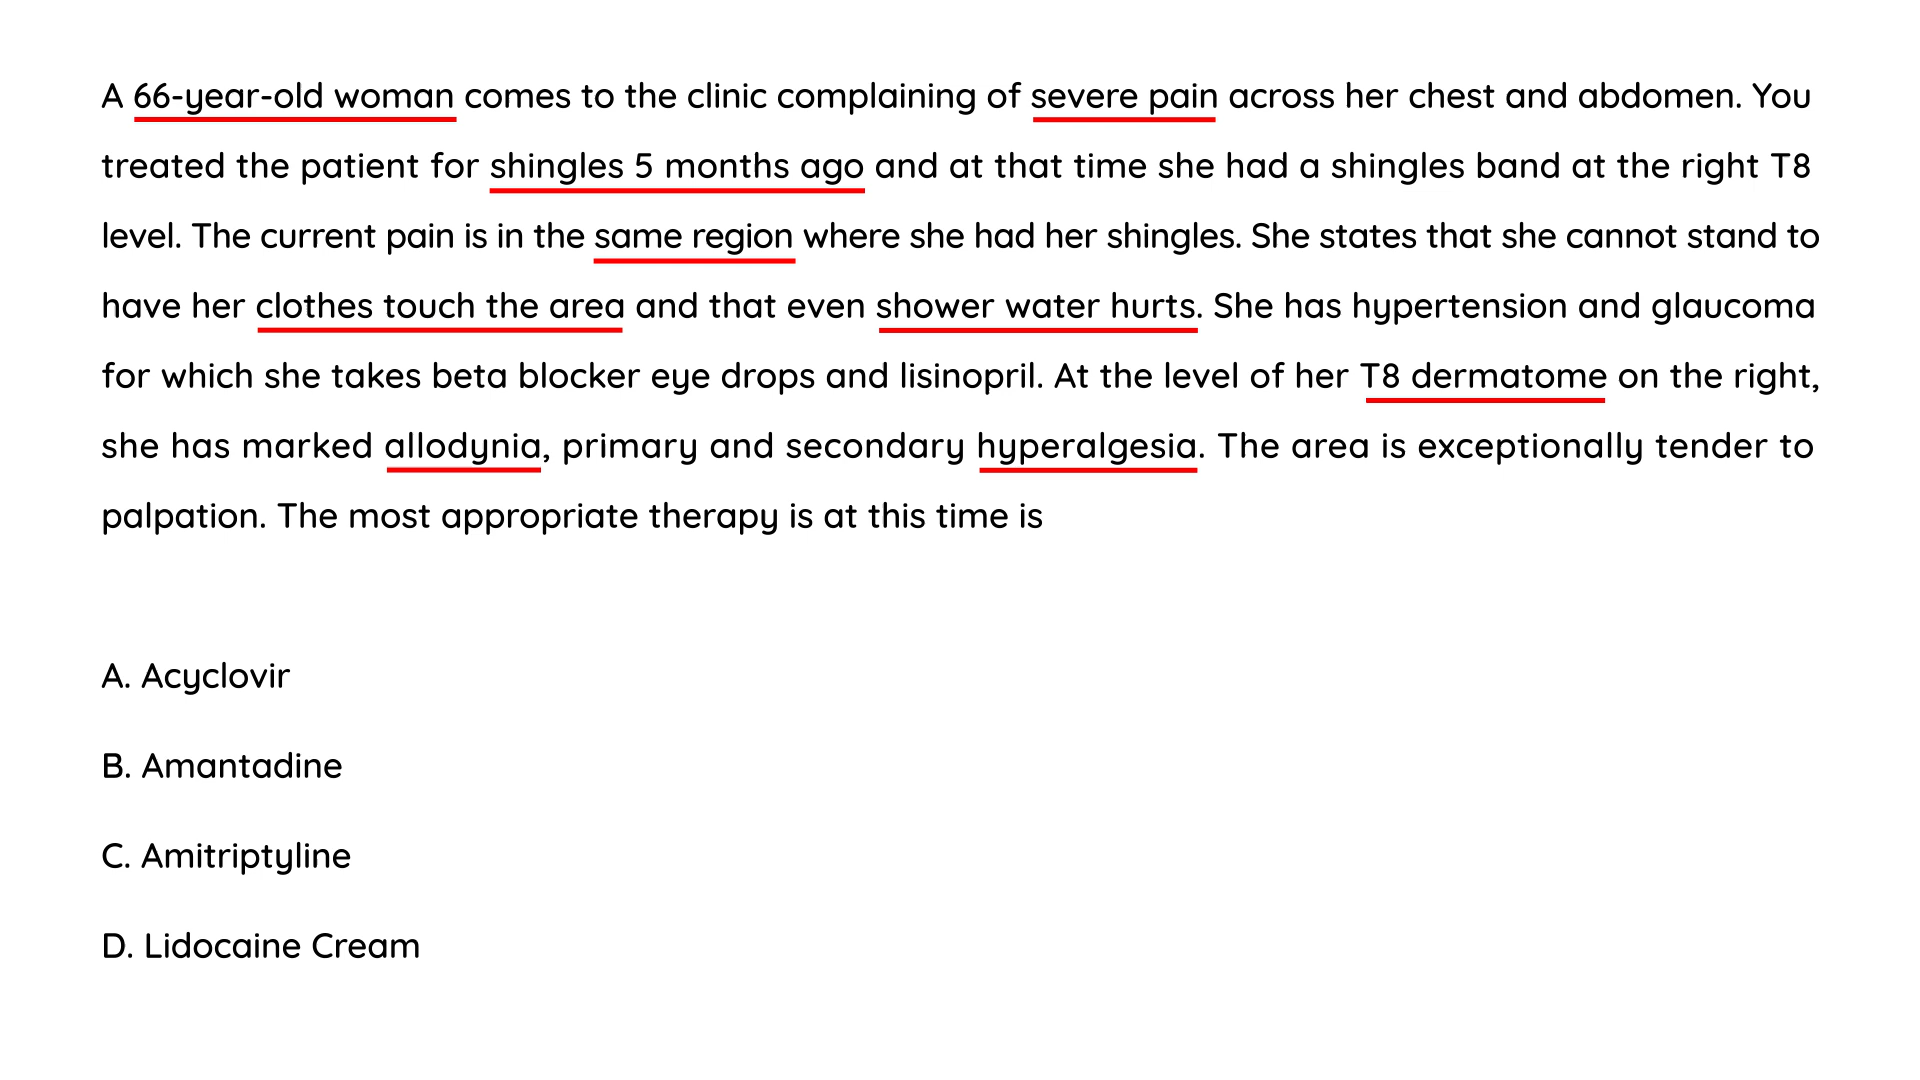 A 66-year-old woman comes to the clinic complaining of severe pain across her chest and abdomen. You
treated the patient for shingles 5 months ago and at that time she had a shingles band at the right T8
level. The current pain is in the same region where she had her shingles. She states that she cannot stand to
have her clothes touch the area and that even shower water hurts. She has hypertension and glaucoma
for which she takes beta blocker eye drops and lisinopril. At the level of her T8 dermatome on the right,
she has marked allodynia, primary and secondary hyperalgesia. The area is exceptionally tender to
palpation. The most appropriate therapy is at this time is
A. Acyclovir
B. Amantadine
C. Amitriptyline
D. Lidocaine Cream